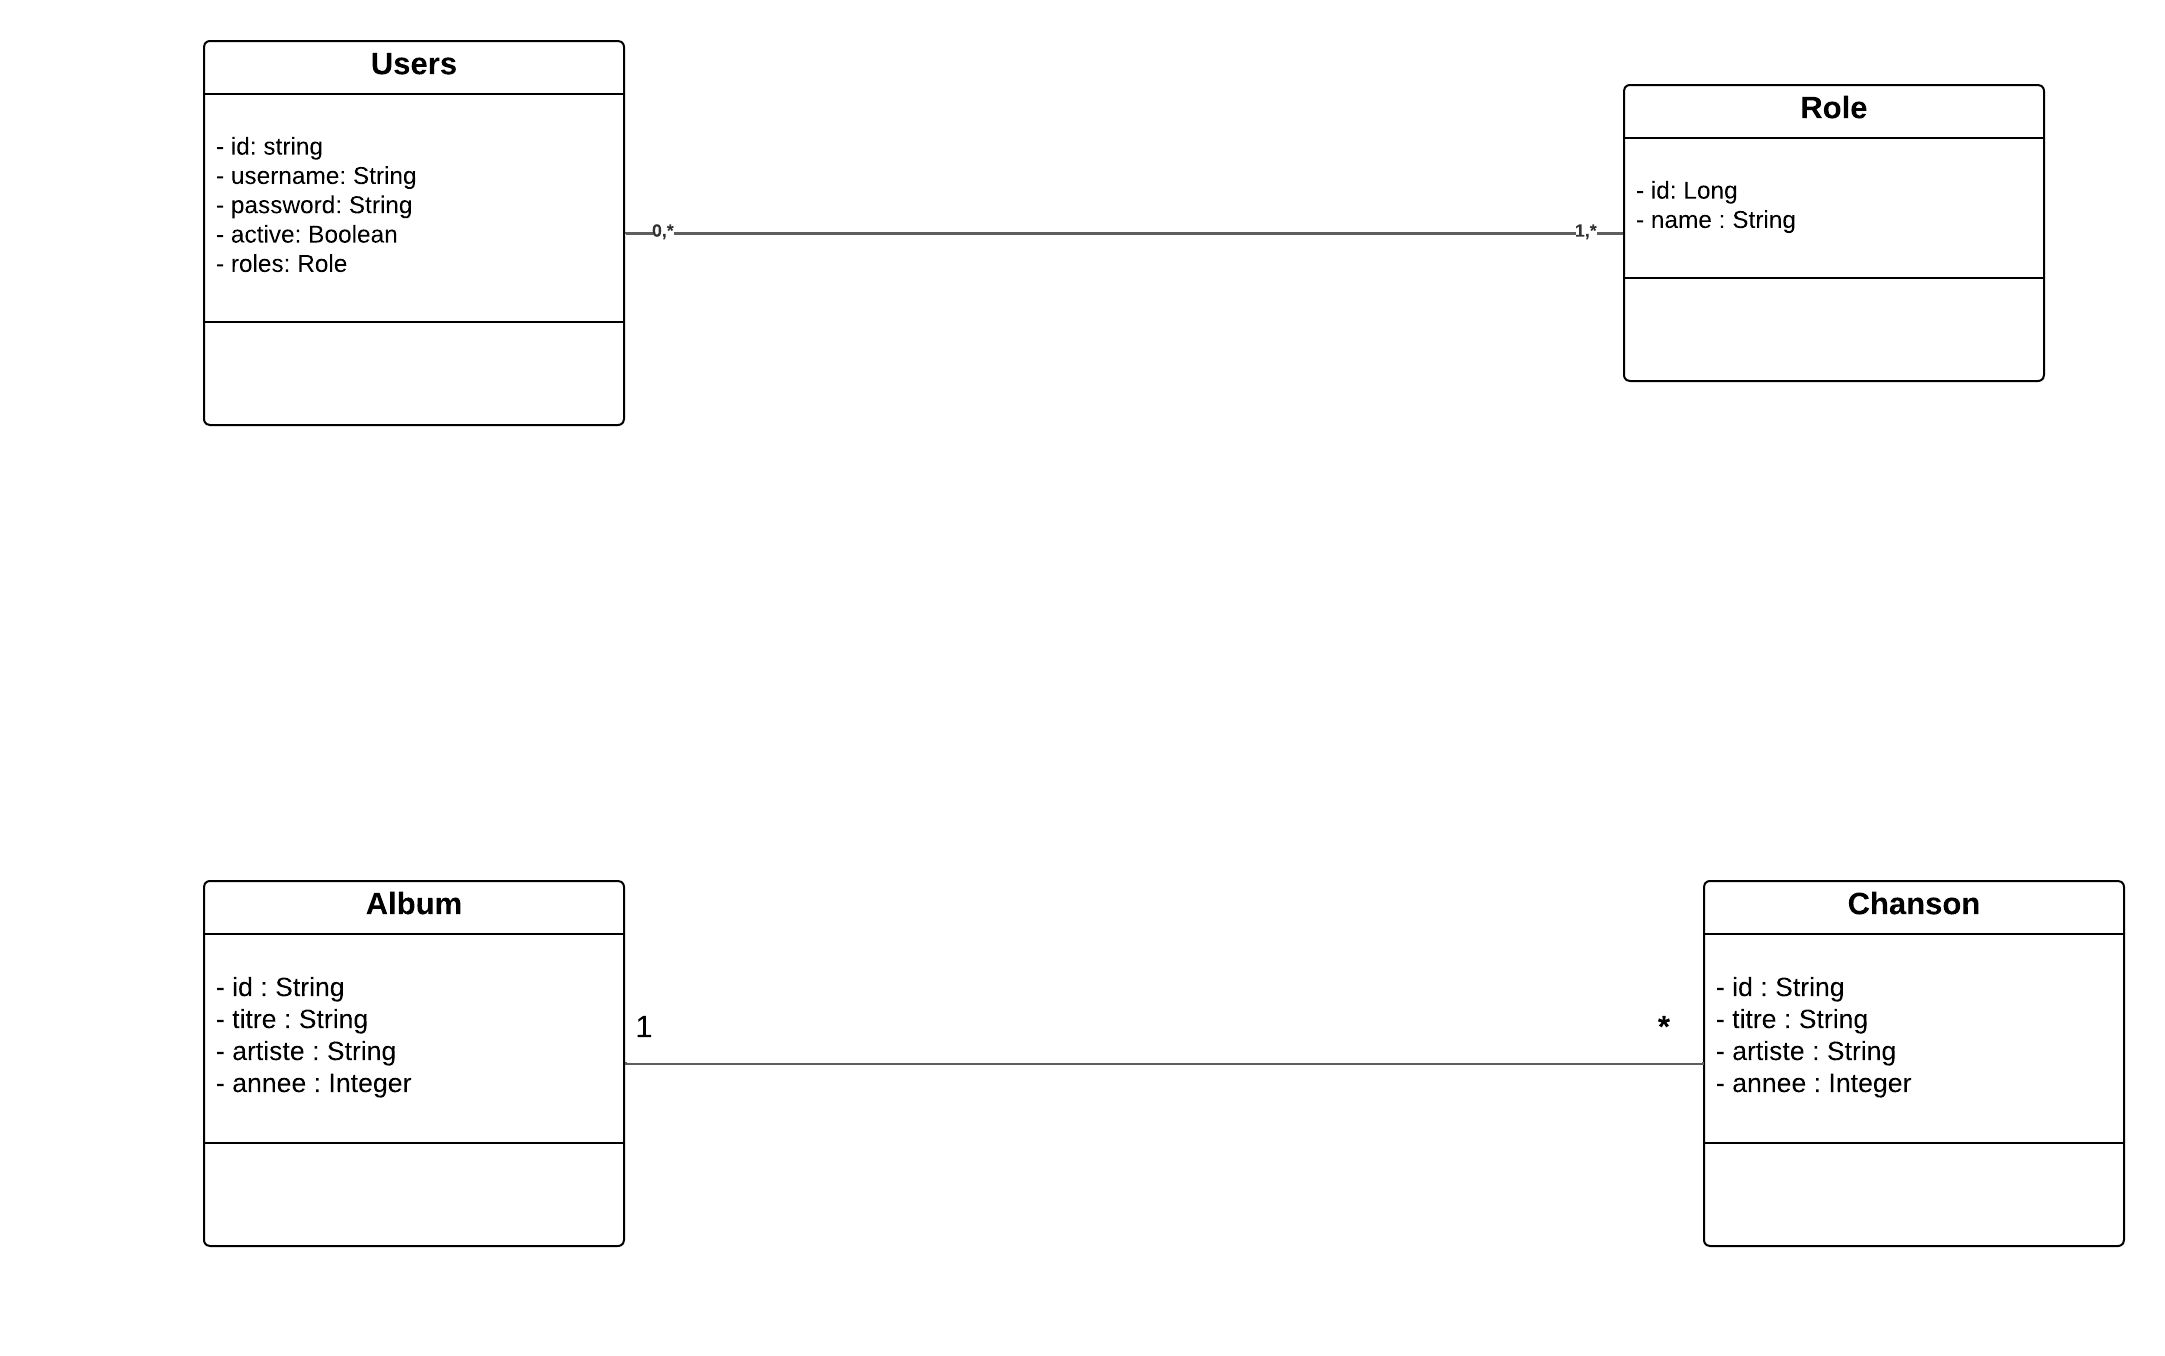 Users
- id: string
- username: String
- password: String
- active: Boolean
- roles: Role
0,*
1,*
Role
- id: Long
- name : String
Album
- id : String
- titre : String
- artiste : String
- annee : Integer
1
*
Chanson
- id : String
- titre : String
- artiste : String
- annee : Integer